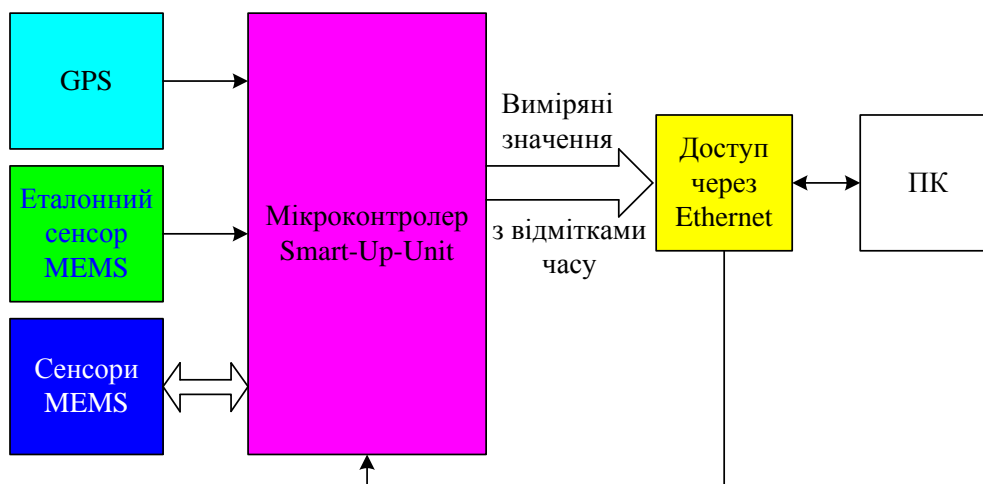 GPS
Еталонний
сенсор
MEMS
Сенсори
MEMS
Мікроконтролер
Smart-Up-Unit
Виміряні
значення
з відмітками
часу
Доступ
через
Ethernet
ПК